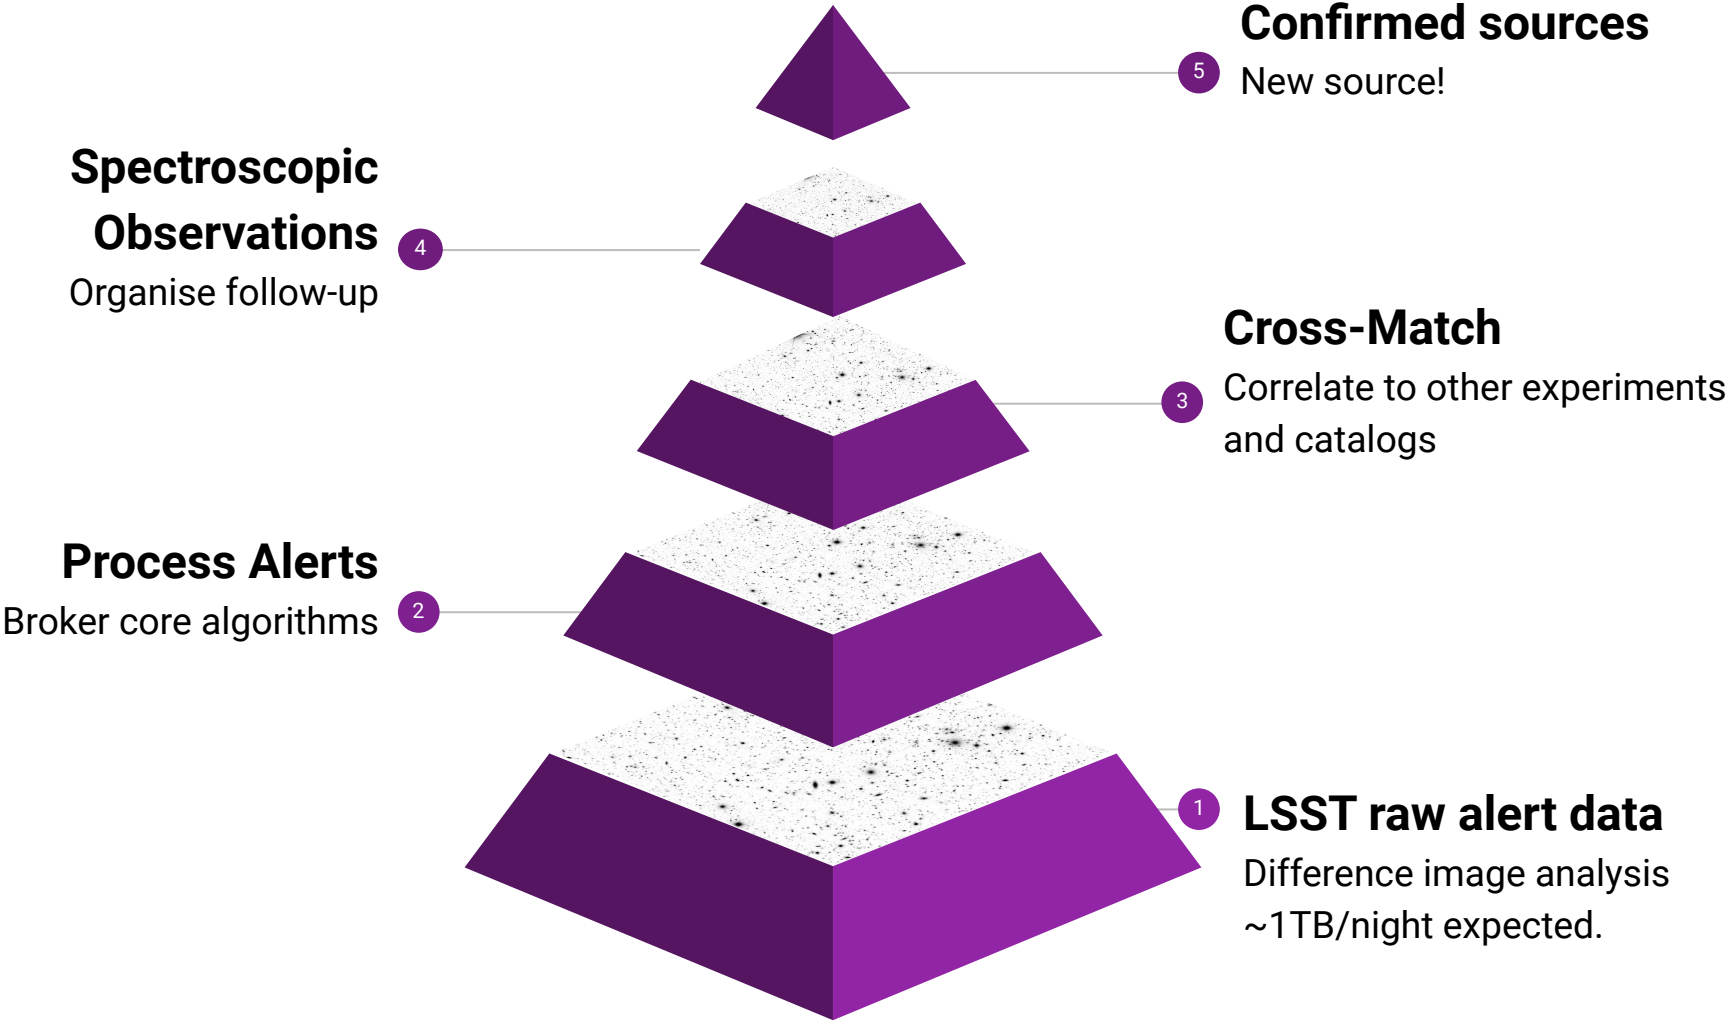 Confirmed sources
5
New source!
Spectroscopic
Observations
4
Organise follow-up
Cross-Match
3
Correlate to other experiments
and catalogs
Process Alerts
2
Broker core algorithms
1
LSST raw alert data
Difference image analysis
~1TB/night expected.